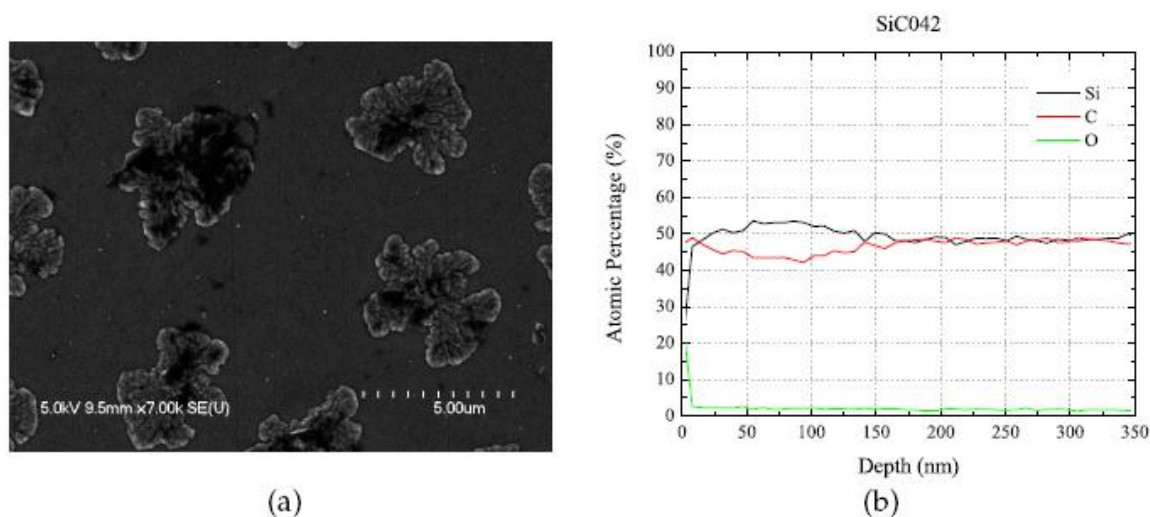 5.0kV 9.5mm x7.00k SE(U)
5.00um
(a)
SiC042
100
90
80
70
60
50
40
30
20
10
0
Si
C
O
Atomic Percentage (%)
0 50 100 150 200 250 300 350
Depth (nm)
(b)